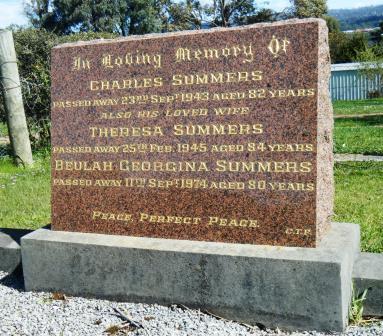 In Loving Memory Of
CHARLES SUMMERS
PASSED AWAY 23RD SEPT 1943 AGED 82 YEARS
ALSO HIS LOVED WIFE
THERESA SUMMERS
PASSED AWAY 25TH FEB. 1945 AGED 84 YEARS
BEULAH GEORGINA SUMMERS
PASSED AWAY 11TH SEPT 1974 AGED 80 YEARS
PEACE, PERFECT PEACE.
C.T.P.